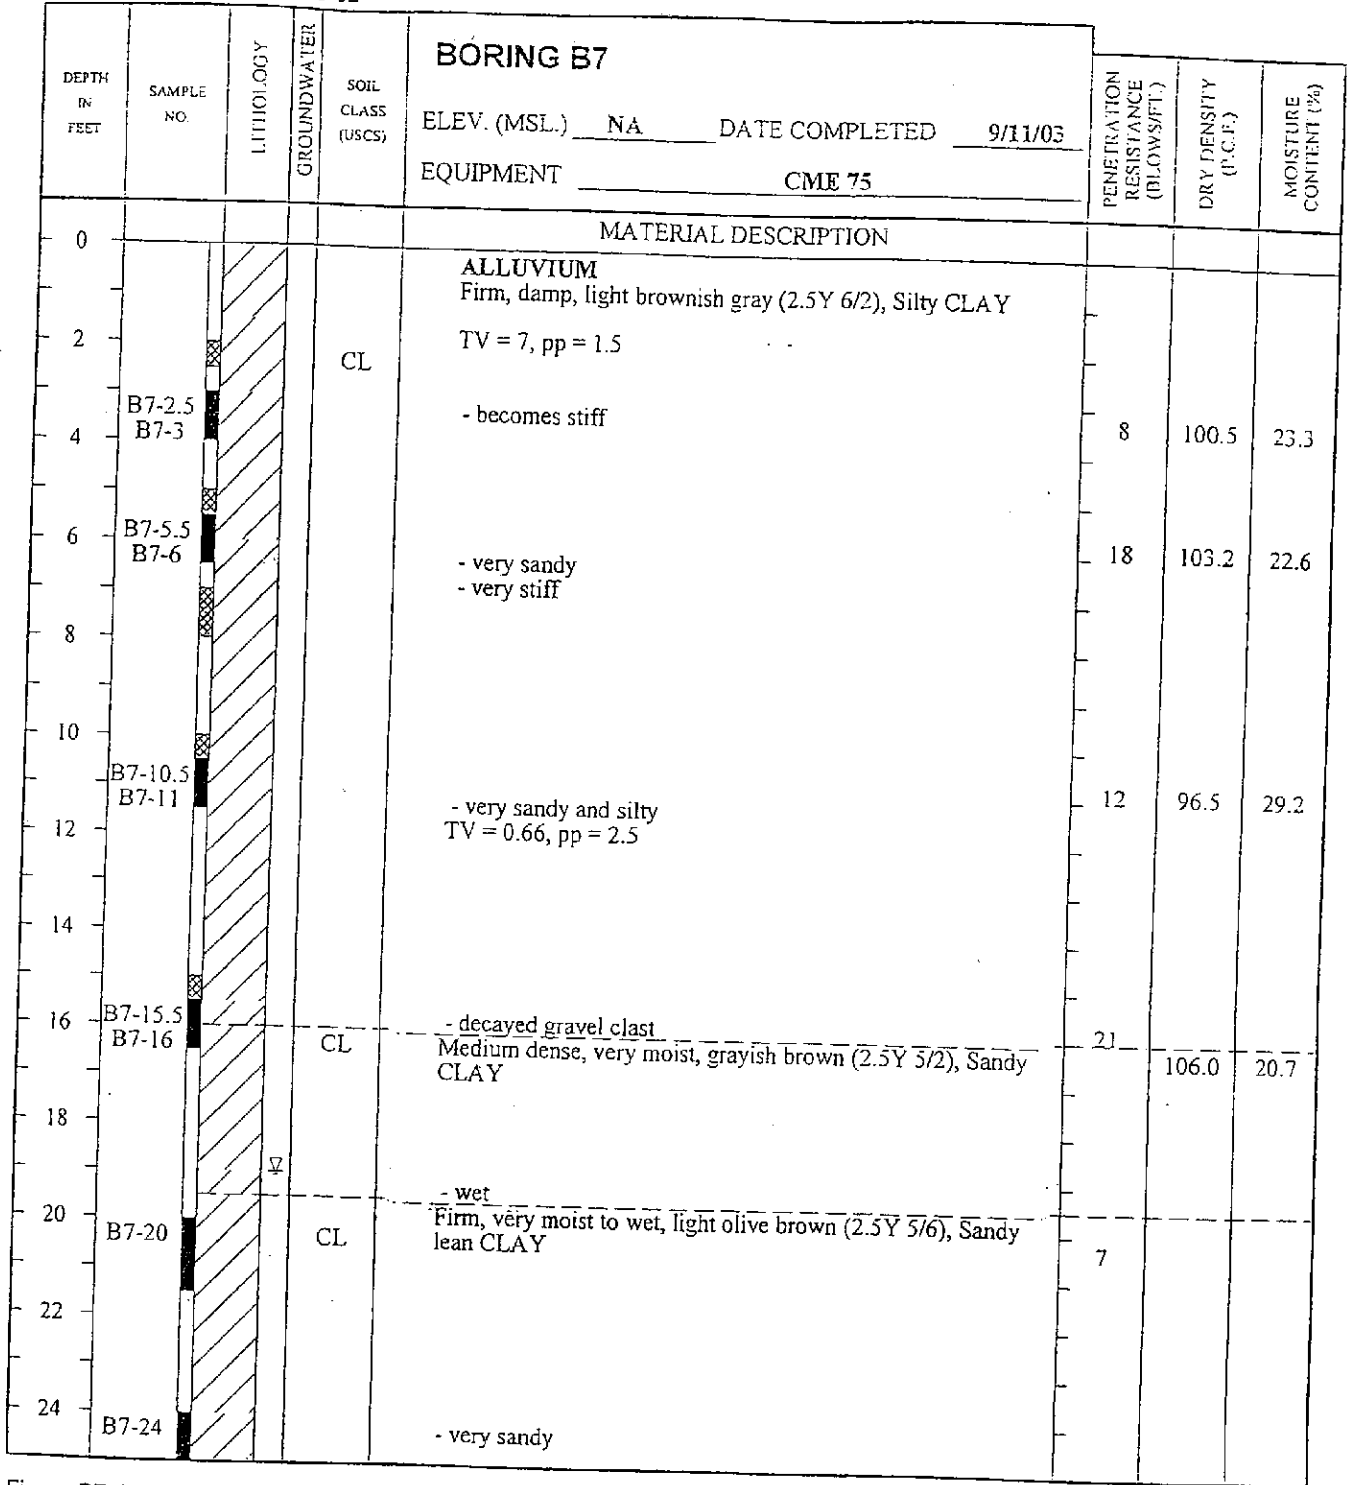 BORING B7
DEPTH IN FEET
SAMPLE NO.
LITHOLOGY
GROUNDWATER
SOIL CLASS (USCS)
ELEV. (MSL.) NA DATE COMPLETED 9/11/03
EQUIPMENT CME 75
PENETRATION RESISTANCE (BLOWS/FT.)
DRY DENSITY (P.C.F.)
MOISTURE CONTENT (%)
MATERIAL DESCRIPTION
0
ALLUVIUM
Firm, damp, light brownish gray (2.5Y 6/2), Silty CLAY
2
CL
TV = 7, pp = 1.5
B7-2.5
- becomes stiff
4
B7-3
8 100.5 23.3
B7-5.5
6
B7-6
- very sandy
18 103.2 22.6
- very stiff
8
10
B7-10.5
B7-11
- very sandy and silty
12 96.5 29.2
12
TV = 0.66, pp = 2.5
14
B7-15.5
16
- decayed gravel clast
21
B7-16
CL
Medium dense, very moist, grayish brown (2.5Y 5/2), Sandy
CLAY
106.0 20.7
18
- wet
20
B7-20
CL
Firm, very moist to wet, light olive brown (2.5Y 5/6), Sandy
lean CLAY
7
22
24
B7-24
- very sandy